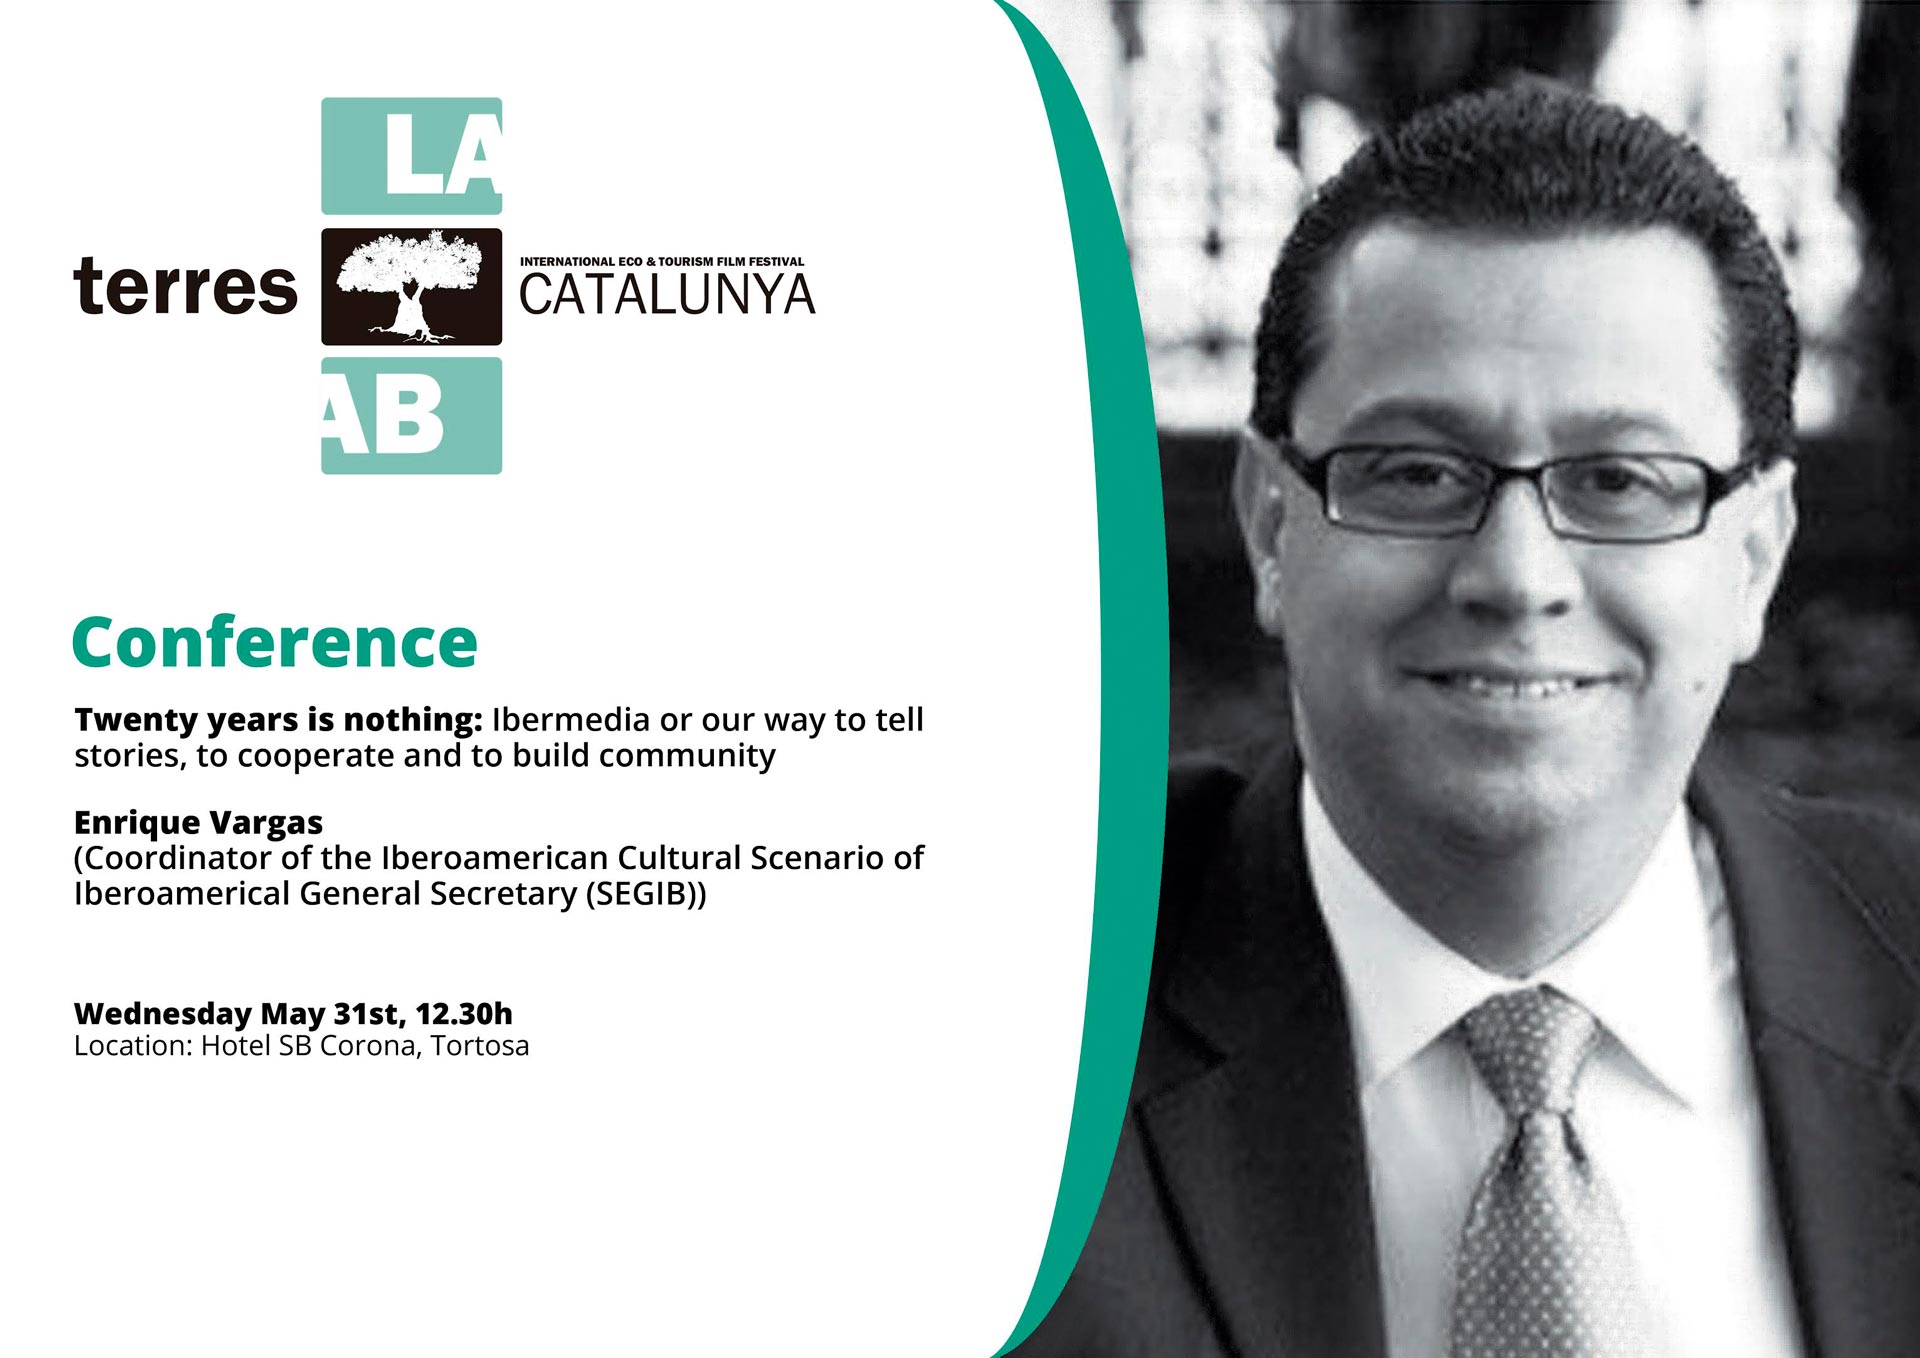 LA
terres
INTERNATIONAL ECO & TOURISM FILM FESTIVAL
CATALUNYA
AB
Conference
Twenty years is nothing: Ibermedia or our way to tell
stories, to cooperate and to build community
Enrique Vargas
(Coordinator of the Iberoamerican Cultural Scenario of
Iberoamerical General Secretary (SEGIB))
Wednesday May 31st, 12.30h
Location: Hotel SB Corona, Tortosa